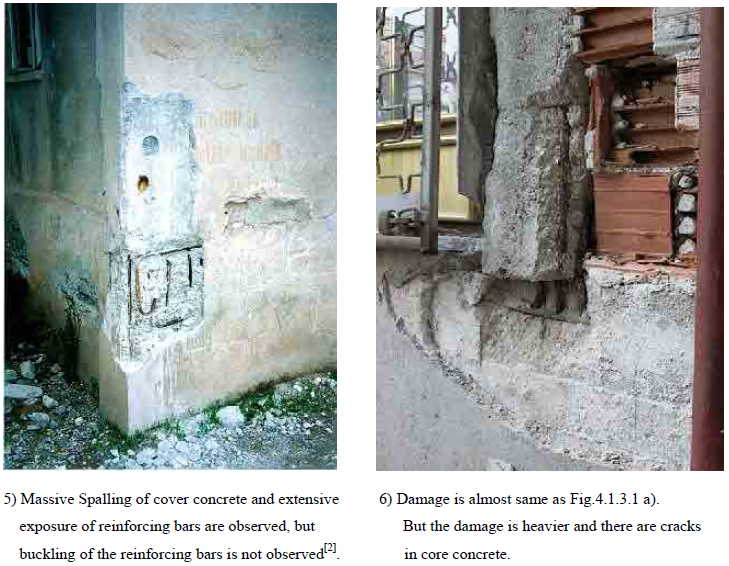 5) Massive Spalling of cover concrete and extensive
exposure of reinforcing bars are observed, but
buckling of the reinforcing bars is not observed[2].
6) Damage is almost same as Fig.4.1.3.1 a).
But the damage is heavier and there are cracks
in core concrete.